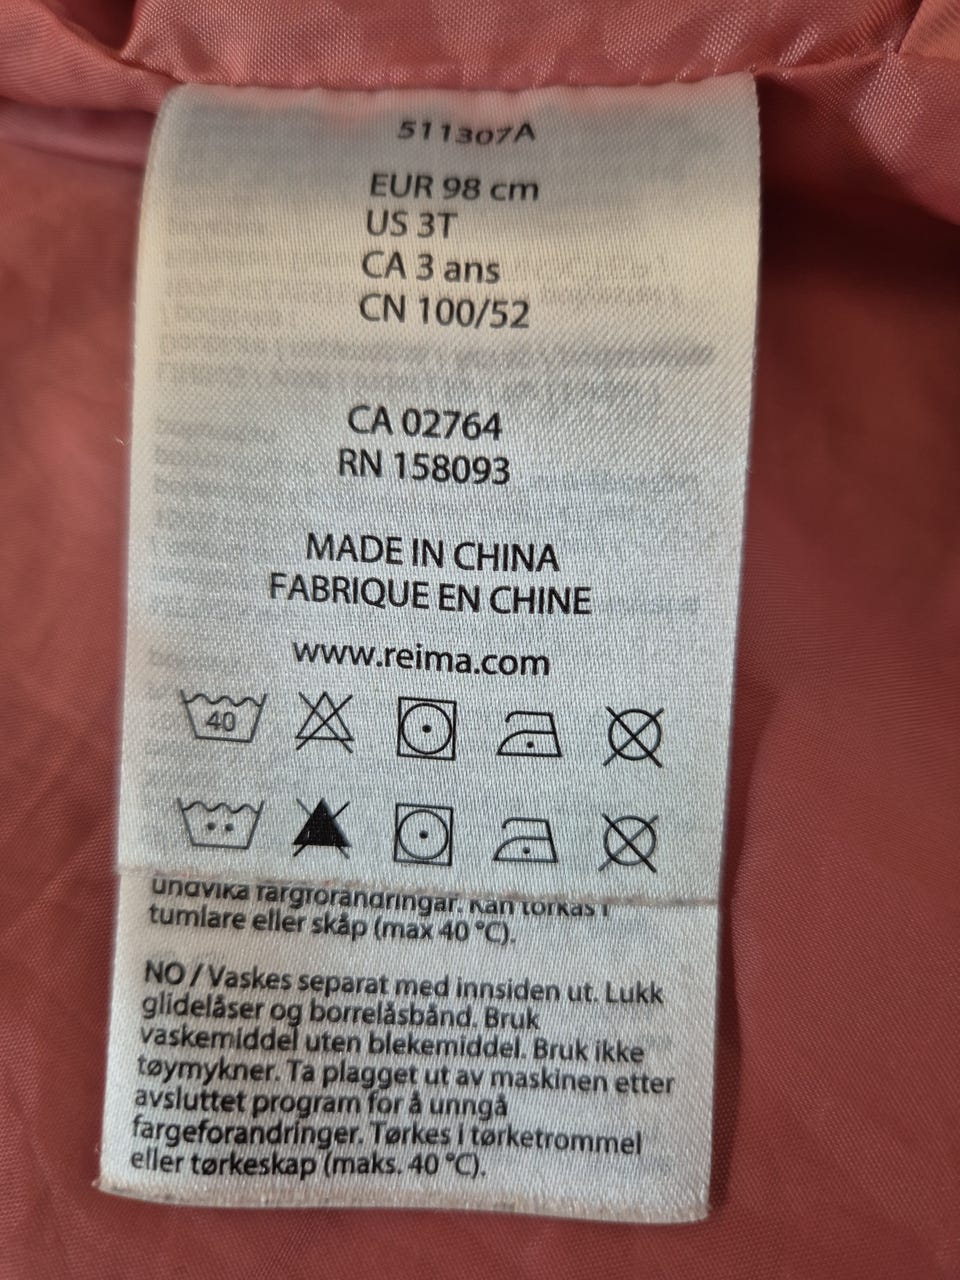 511307A
EUR 98 cm
US 3T
CA 3 ans
CN 100/52
CA 02764
RN 158093
MADE IN CHINA
FABRIQUE EN CHINE
www.reima.com
40
undvika färgförändringar. Kan torkas i
tumlare eller skåp (max 40 °C).
NO / Vaskes separat med innsiden ut. Lukk
glidelåser og borrelåsbånd. Bruk
vaskemiddel uten blekemiddel. Bruk ikke
tøymykner. Ta plagget ut av maskinen etter
avsluttet program for å unngå
fargeforandringer. Tørkes i tørketrommel
eller tørkeskap (maks. 40 °C).